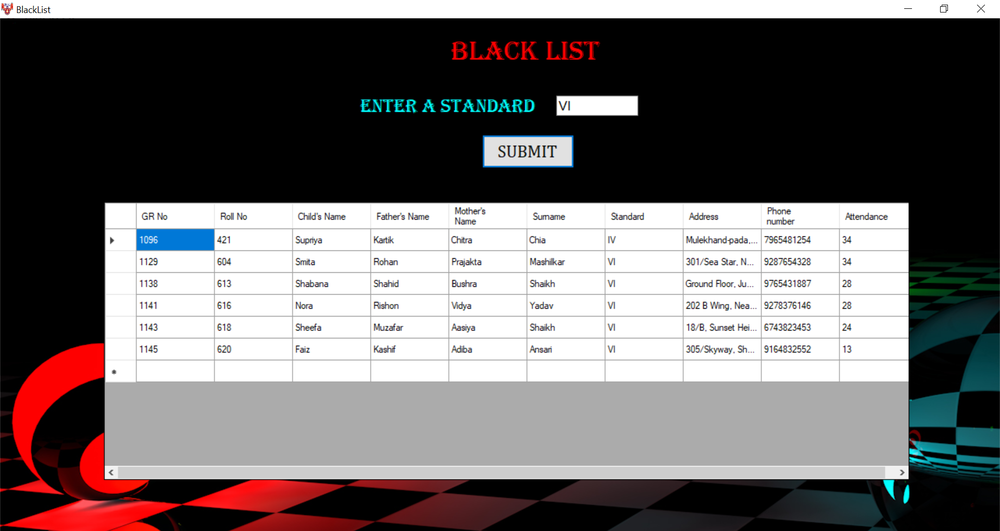 BlackList
BLACK LIST
ENTER A STANDARD VI
SUBMIT
GR No Roll No Child's Name Father's Name Mother's Name Surname Standard Address Phone number Attendance
1096 421 Supriya Kartik Chitra Chia IV Mulekhand-pada,... 7965481254 34
1129 604 Smita Rohan Prajakta Mashilkar VI 301/Sea Star, N... 9287654328 34
1138 613 Shabana Shahid Bushra Shaikh VI Ground Floor, Ju... 9765431887 28
1141 616 Nora Rishon Vidya Yadav VI 202 B Wing, Nea... 9278376146 28
1143 618 Sheefa Muzafar Aasiya Shaikh VI 18/B, Sunset Hei... 6743823453 24
1145 620 Faiz Kashif Adiba Ansari VI 305/Skyway, Sh... 9164832552 13